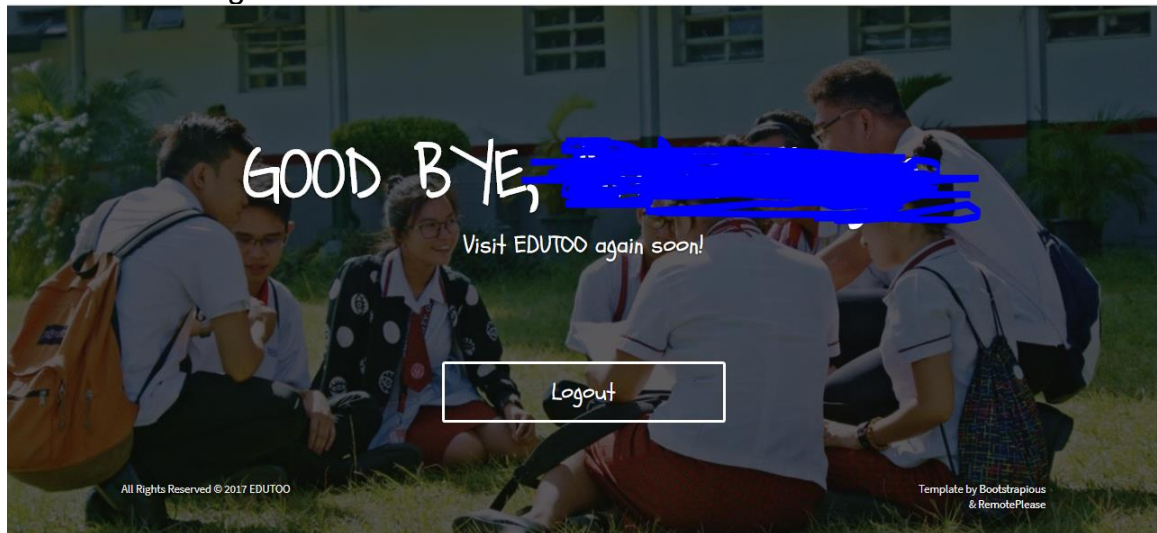 GOOD BYE,
Visit EDUTOO again soon!
Logout
All Rights Reserved © 2017 EDUTOO
Template by Bootstrapious
& RemotePlease